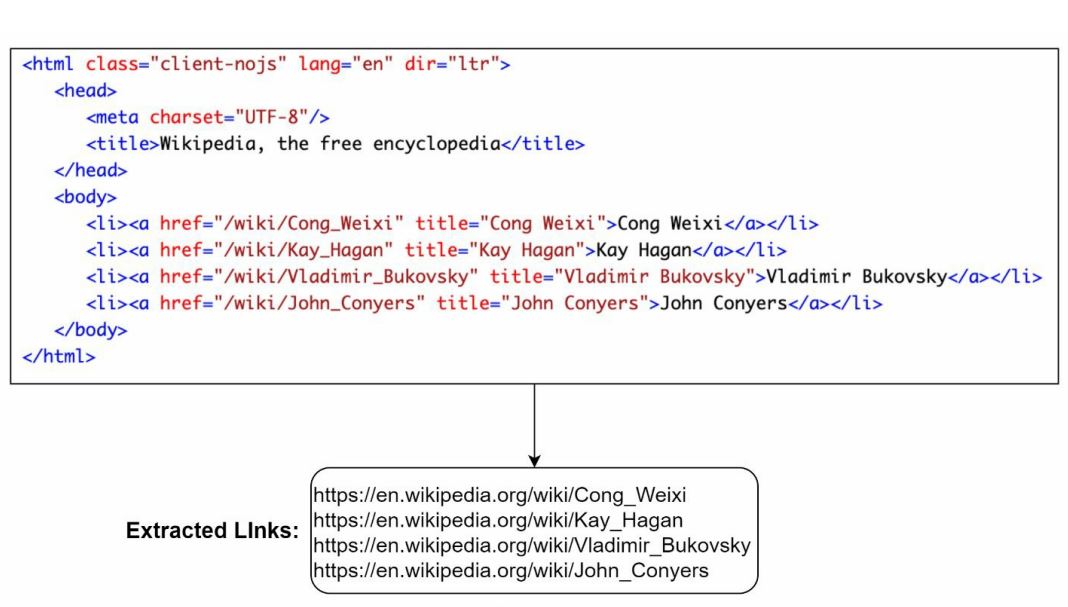 <html class="client-nojs" lang="en" dir="ltr">
<head>
<meta charset="UTF-8"/>
<title>Wikipedia, the free encyclopedia</title>
</head>
<body>
<li><a href="/wiki/Cong_Weixi" title="Cong Weixi">Cong Weixi</a></li>
<li><a href="/wiki/Kay_Hagan" title="Kay Hagan">Kay Hagan</a></li>
<li><a href="/wiki/Vladimir_Bukovsky" title="Vladimir Bukovsky">Vladimir Bukovsky</a></li>
<li><a href="/wiki/John_Conyers" title="John Conyers">John Conyers</a></li>
</body>
</html>
Extracted LInks:
https://en.wikipedia.org/wiki/Cong_Weixi
https://en.wikipedia.org/wiki/Kay_Hagan
https://en.wikipedia.org/wiki/Vladimir_Bukovsky
https://en.wikipedia.org/wiki/John_Conyers